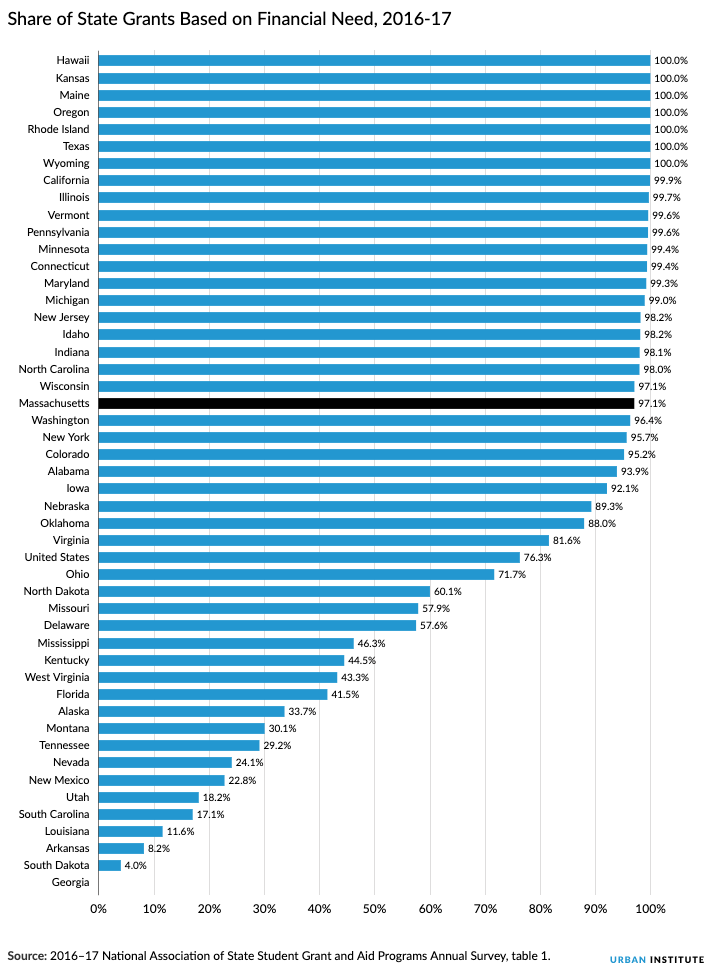 Share of State Grants Based on Financial Need, 2016-17
Hawaii 100.0%
Kansas 100.0%
Maine 100.0%
Oregon 100.0%
Rhode Island 100.0%
Texas 100.0%
Wyoming 100.0%
California 99.9%
Illinois 99.7%
Vermont 99.6%
Pennsylvania 99.6%
Minnesota 99.4%
Connecticut 99.4%
Maryland 99.3%
Michigan 99.0%
New Jersey 98.2%
Idaho 98.2%
Indiana 98.1%
North Carolina 98.0%
Wisconsin 97.1%
Massachusetts 97.1%
Washington 96.4%
New York 95.7%
Colorado 95.2%
Alabama 93.9%
Iowa 92.1%
Nebraska 89.3%
Oklahoma 88.0%
Virginia 81.6%
United States 76.3%
Ohio 71.7%
North Dakota 60.1%
Missouri 57.9%
Delaware 57.6%
Mississippi 46.3%
Kentucky 44.5%
West Virginia 43.3%
Florida 41.5%
Alaska 33.7%
Montana 30.1%
Tennessee 29.2%
Nevada 24.1%
New Mexico 22.8%
Utah 18.2%
South Carolina 17.1%
Louisiana 11.6%
Arkansas 8.2%
South Dakota 4.0%
Georgia
0% 10% 20% 30% 40% 50% 60% 70% 80% 90% 100%
Source: 2016–17 National Association of State Student Grant and Aid Programs Annual Survey, table 1.
URBAN INSTITUTE